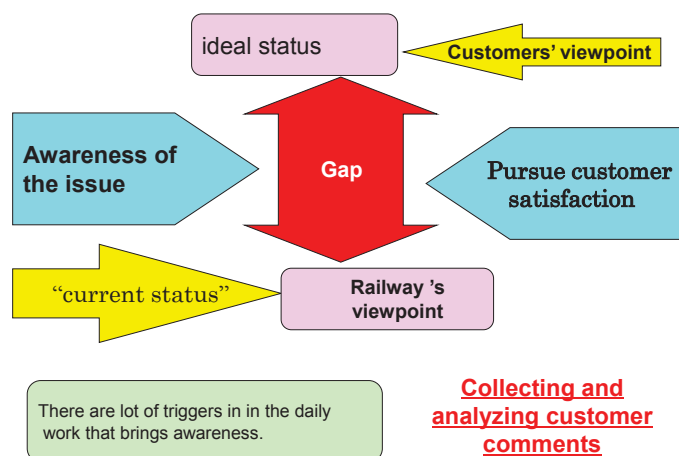 ideal status
Customers’ viewpoint
Awareness of
the issue
Gap
Pursue customer
satisfaction
“current status”
Railway ’s
viewpoint
There are lot of triggers in in the daily
work that brings awareness.
Collecting and
analyzing customer
comments